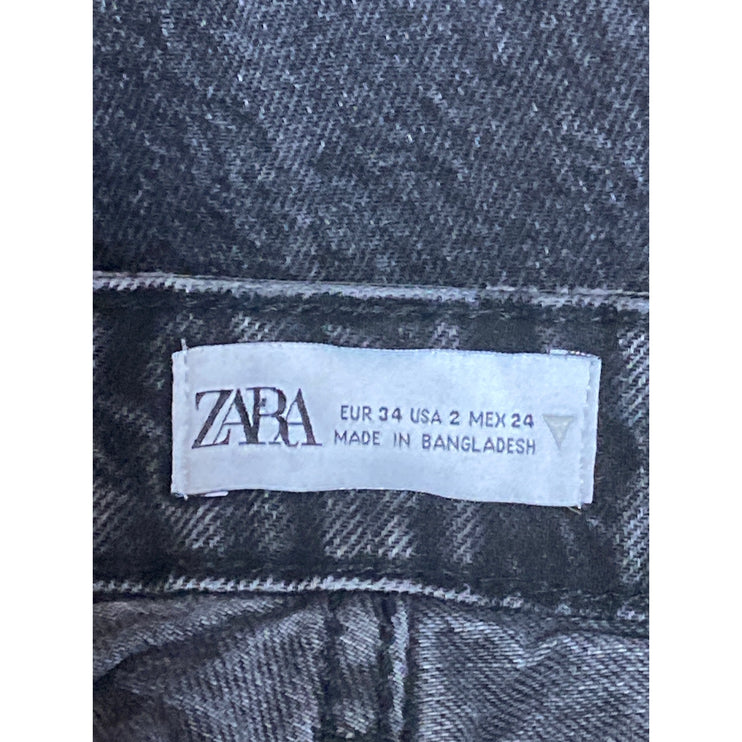 ZARA
EUR 34 USA 2 MEX 24
MADE IN BANGLADESH